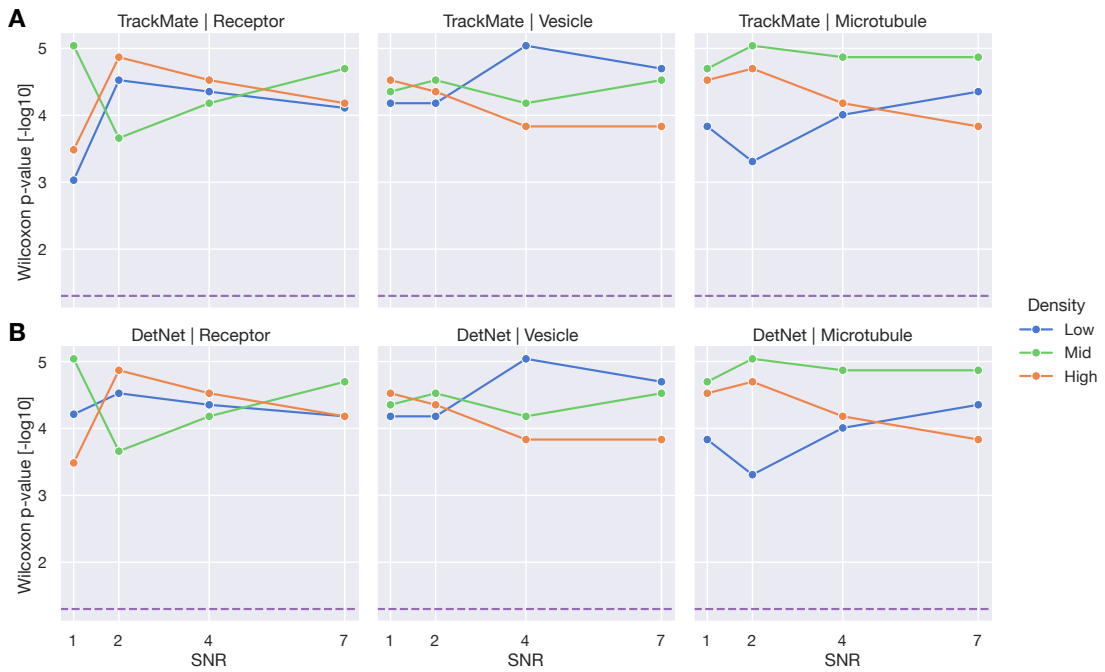 A
TrackMate | Receptor
TrackMate | Vesicle
TrackMate | Microtubule
Wilcoxon p-value [-log10]
5
4
3
2
B
DetNet | Receptor
DetNet | Vesicle
DetNet | Microtubule
Wilcoxon p-value [-log10]
5
4
3
2
1 2 4 7
1 2 4 7
1 2 4 7
SNR
SNR
SNR
Density
Low
Mid
High